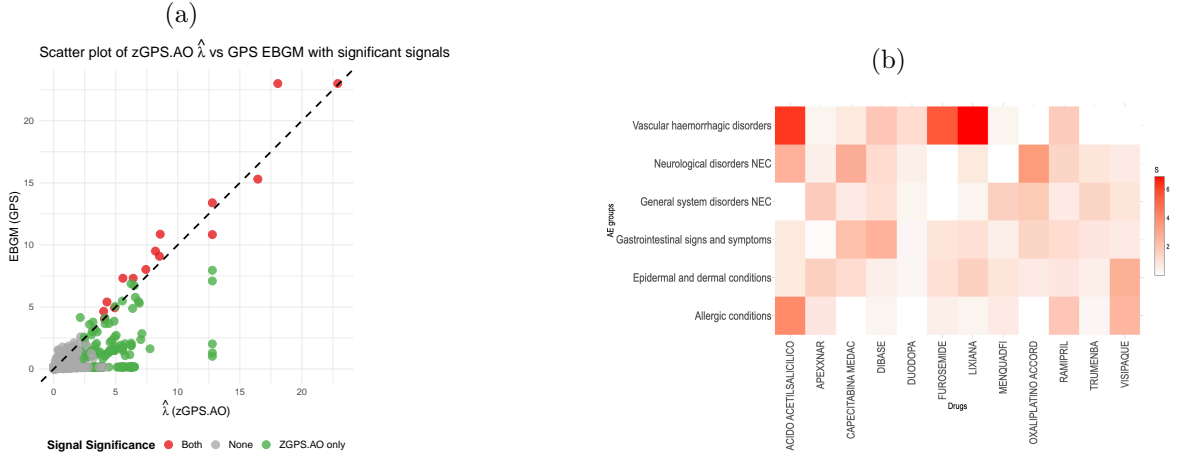 (a)
Scatter plot of zGPS.AO λ̂ vs GPS EBGM with significant signals
EBGM (GPS)
20
15
10
5
0
0
5
10
15
20
λ̂ (zGPS.AO)
Signal Significance Both None ZGPS.AO only
(b)
AE groups
Vascular haemorrhagic disorders
Neurological disorders NEC
General system disorders NEC
Gastrointestinal signs and symptoms
Epidermal and dermal conditions
Allergic conditions
ACIDO ACETILSALICILICO
APEXXNAR
CAPECITABINA MEDAC
DIBASE
DUODOPA
FUROSEMIDE
LIXIANA
MENQUADFI
OXALIPLATINO ACCORD
RAMIPRIL
TRUMENBA
VISIPAQUE
Drugs
S
6
4
2